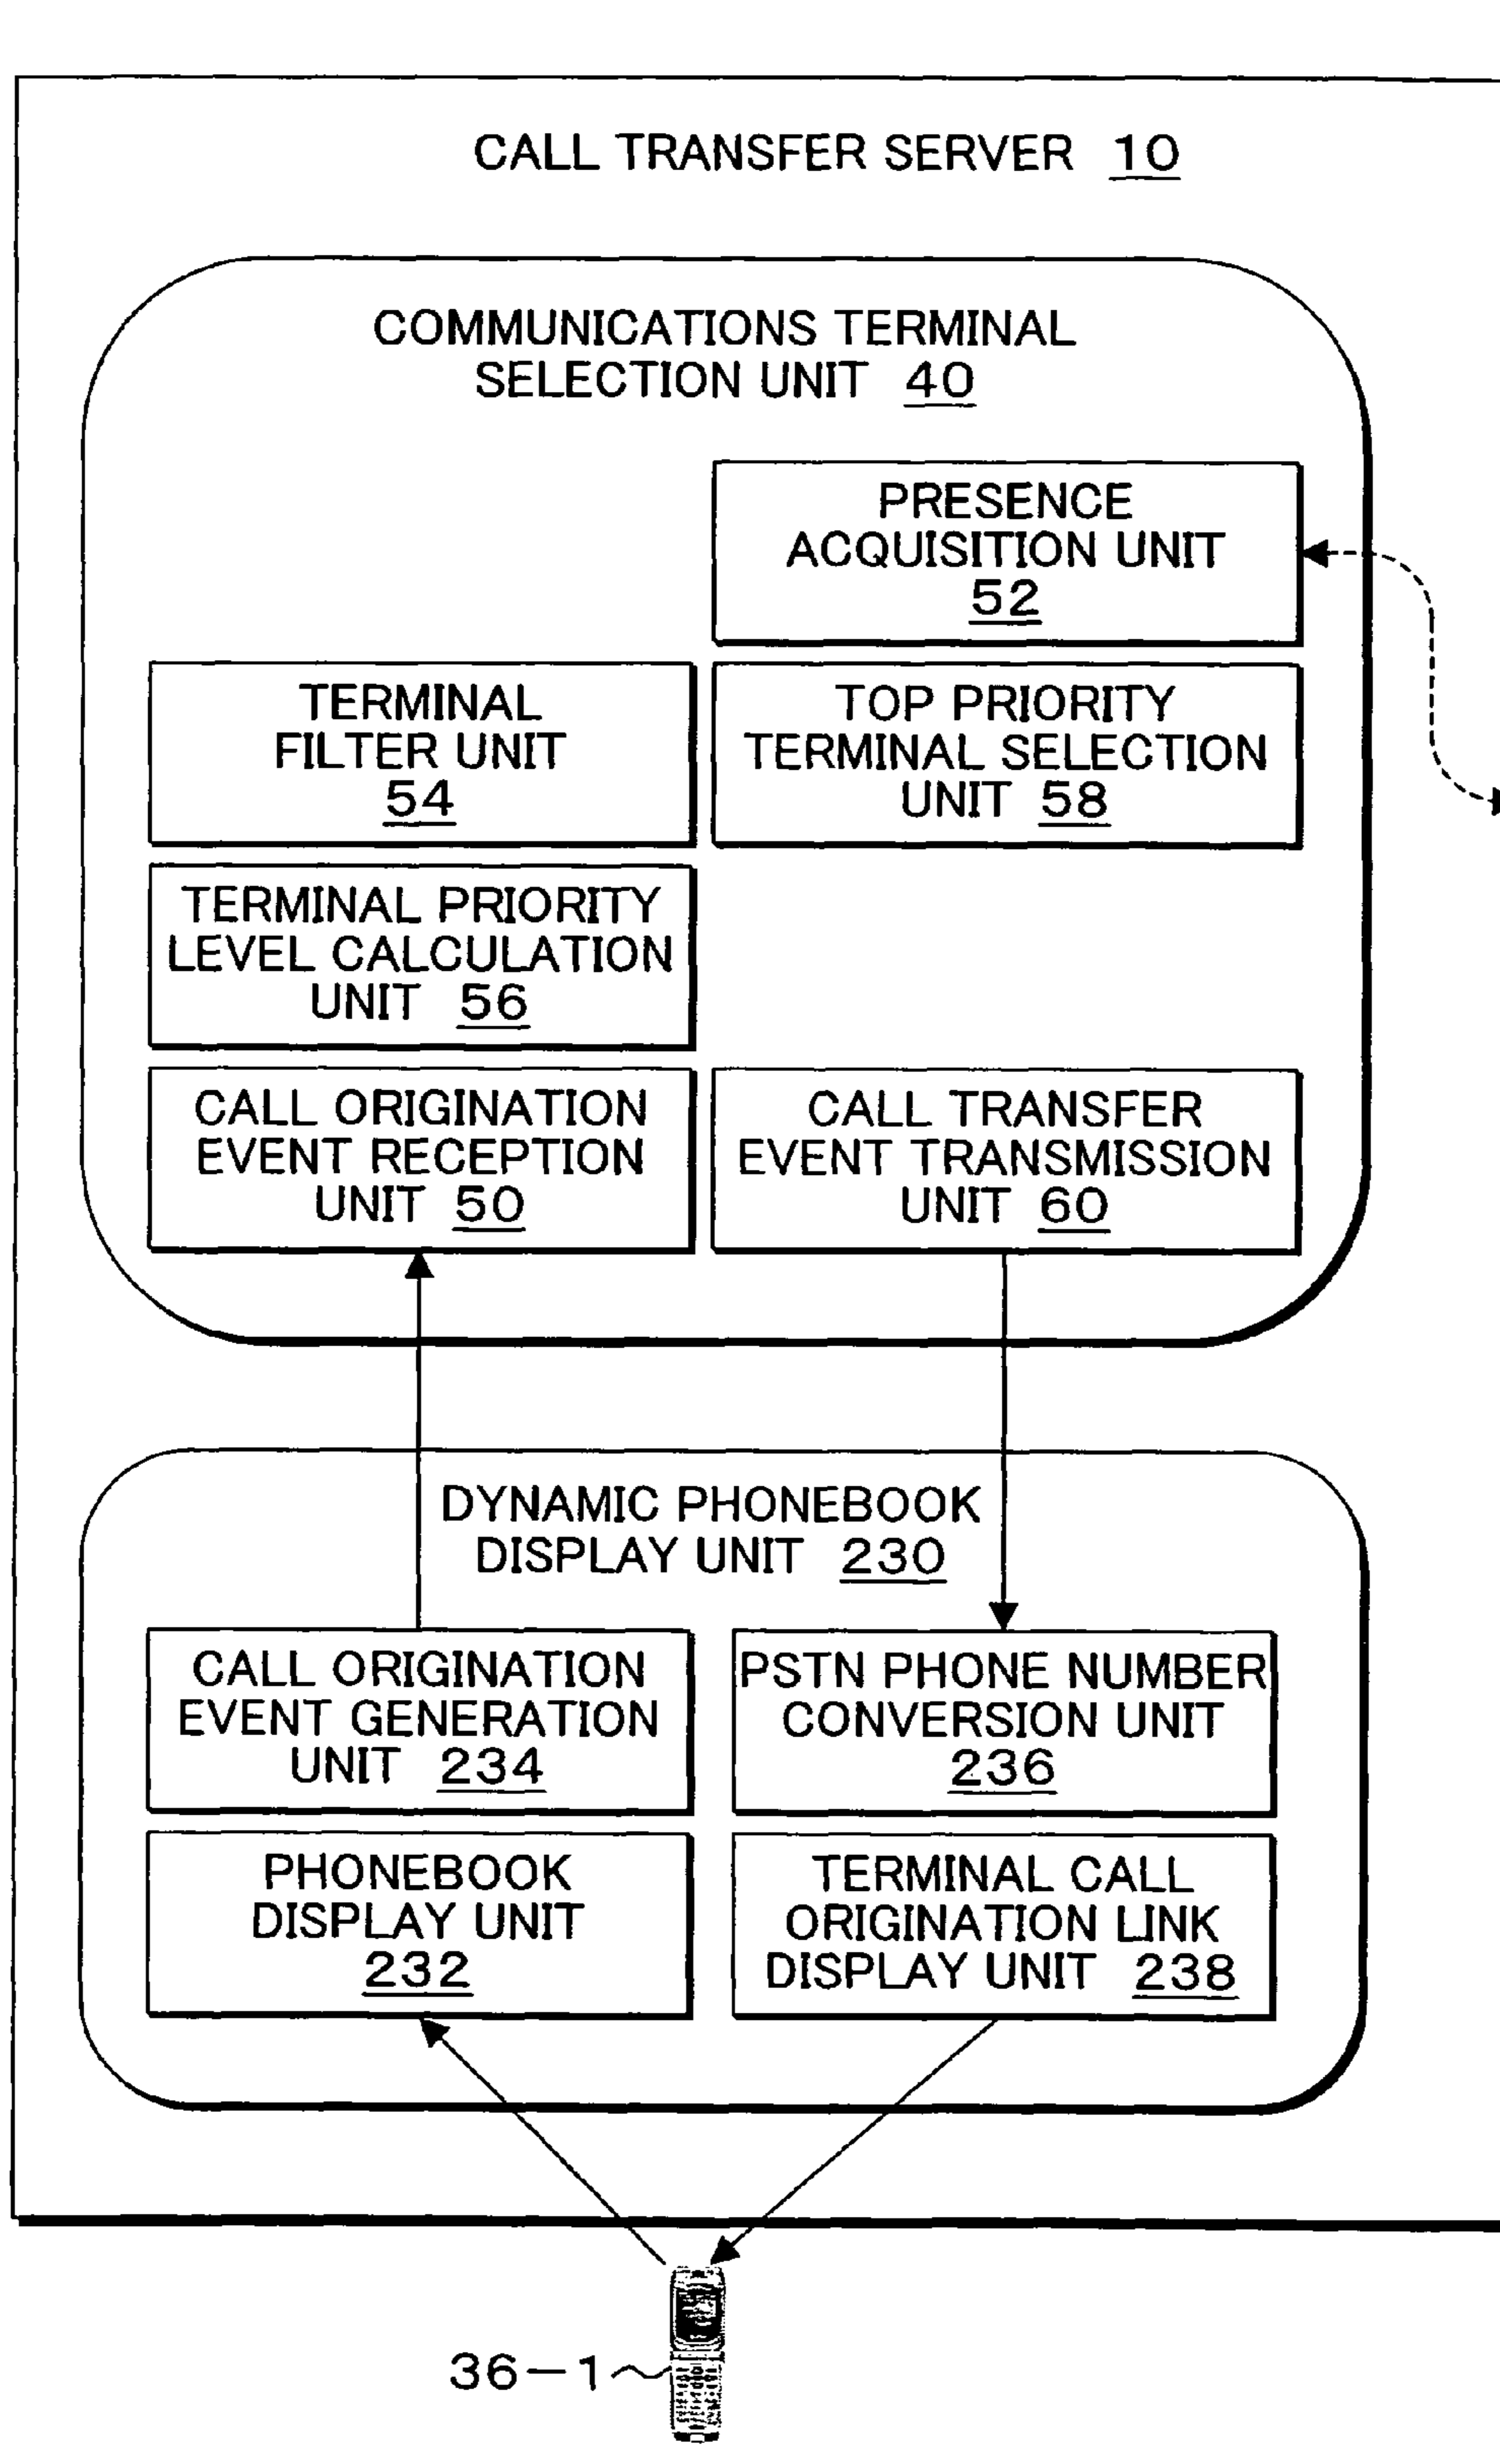 CALL TRANSFER SERVER 10
COMMUNICATIONS TERMINAL
SELECTION UNIT 40
PRESENCE
ACQUISITION UNIT
52
TERMINAL
FILTER UNIT
54
TOP PRIORITY
TERMINAL SELECTION
UNIT 58
TERMINAL PRIORITY
LEVEL CALCULATION
UNIT 56
CALL ORIGINATION
EVENT RECEPTION
UNIT 50
CALL TRANSFER
EVENT TRANSMISSION
UNIT 60
DYNAMIC PHONEBOOK
DISPLAY UNIT 230
CALL ORIGINATION
EVENT GENERATION
UNIT 234
PSTN PHONE NUMBER
CONVERSION UNIT
236
PHONEBOOK
DISPLAY UNIT
232
TERMINAL CALL
ORIGINATION LINK
DISPLAY UNIT 238
36-1